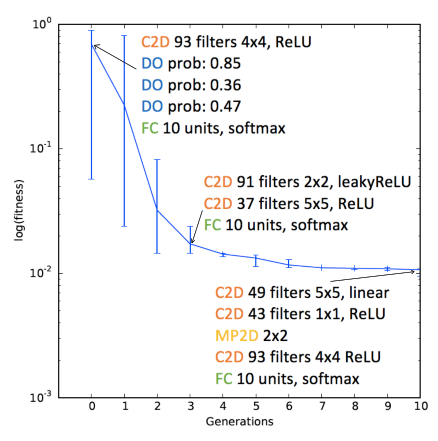 10⁰
C2D 93 filters 4x4, ReLU
DO prob: 0.85
DO prob: 0.36
DO prob: 0.47
FC 10 units, softmax
10⁻¹
C2D 91 filters 2x2, leakyReLU
C2D 37 filters 5x5, ReLU
FC 10 units, softmax
log(fitness)
10⁻²
C2D 49 filters 5x5, linear
C2D 43 filters 1x1, ReLU
MP2D 2x2
C2D 93 filters 4x4 ReLU
FC 10 units, softmax
10⁻³
0 1 2 3 4 5 6 7 8 9 10
Generations